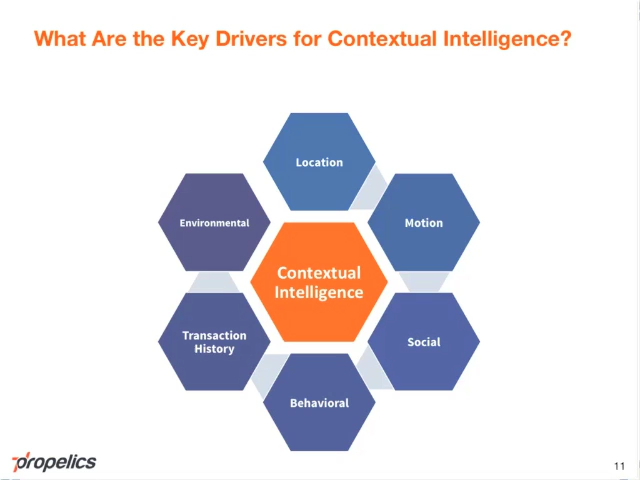 What Are the Key Drivers for Contextual Intelligence?
Location
Motion
Environmental
Contextual
Intelligence
Social
Transaction
History
Behavioral
propelics
11